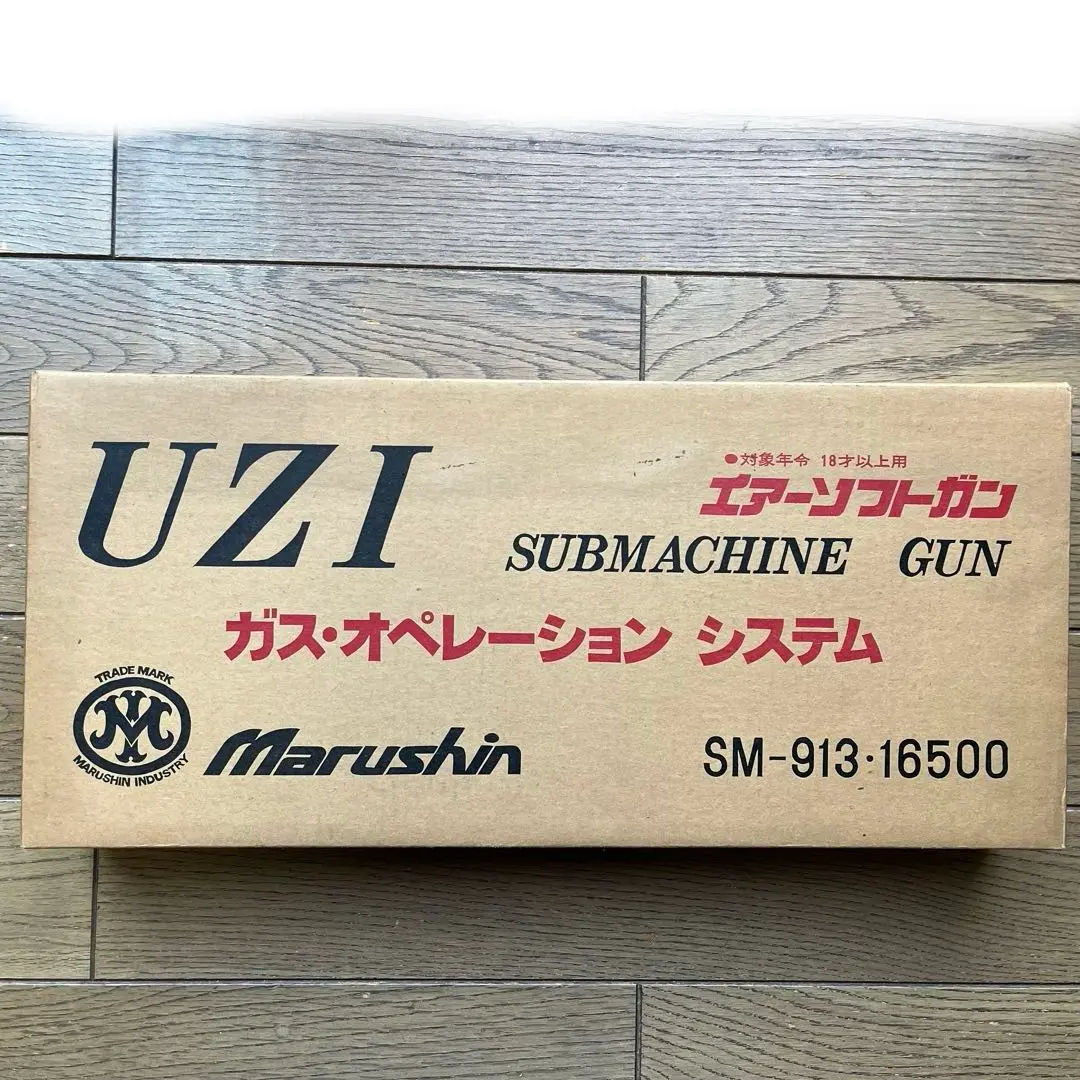 UZI
●対象年令 18才以上用
エアーソフトガン
SUBMACHINE GUN
ガス・オペレーション システム
TRADE MARK
M
MARUSHIN INDUSTRY
Marushin
SM-913・16500